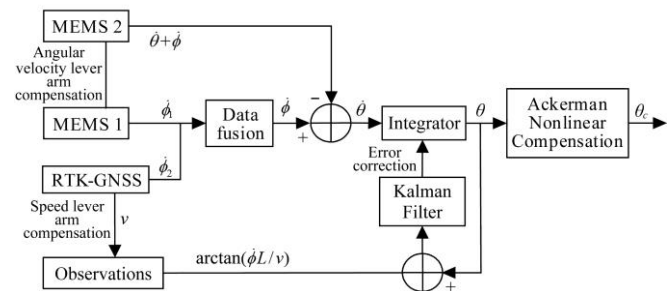 MEMS 2
θ̇+φ̇
Angular
velocity lever
arm
compensation
MEMS 1
φ̇₁
Data
fusion
φ̇
−
+
θ̇
Integrator
θ
Ackerman
Nonlinear
Compensation
θc
Error
correction
RTK-GNSS
φ̇₂
Kalman
Filter
Speed lever
arm
compensation
v
Observations
arctan(φ̇L/v)
+